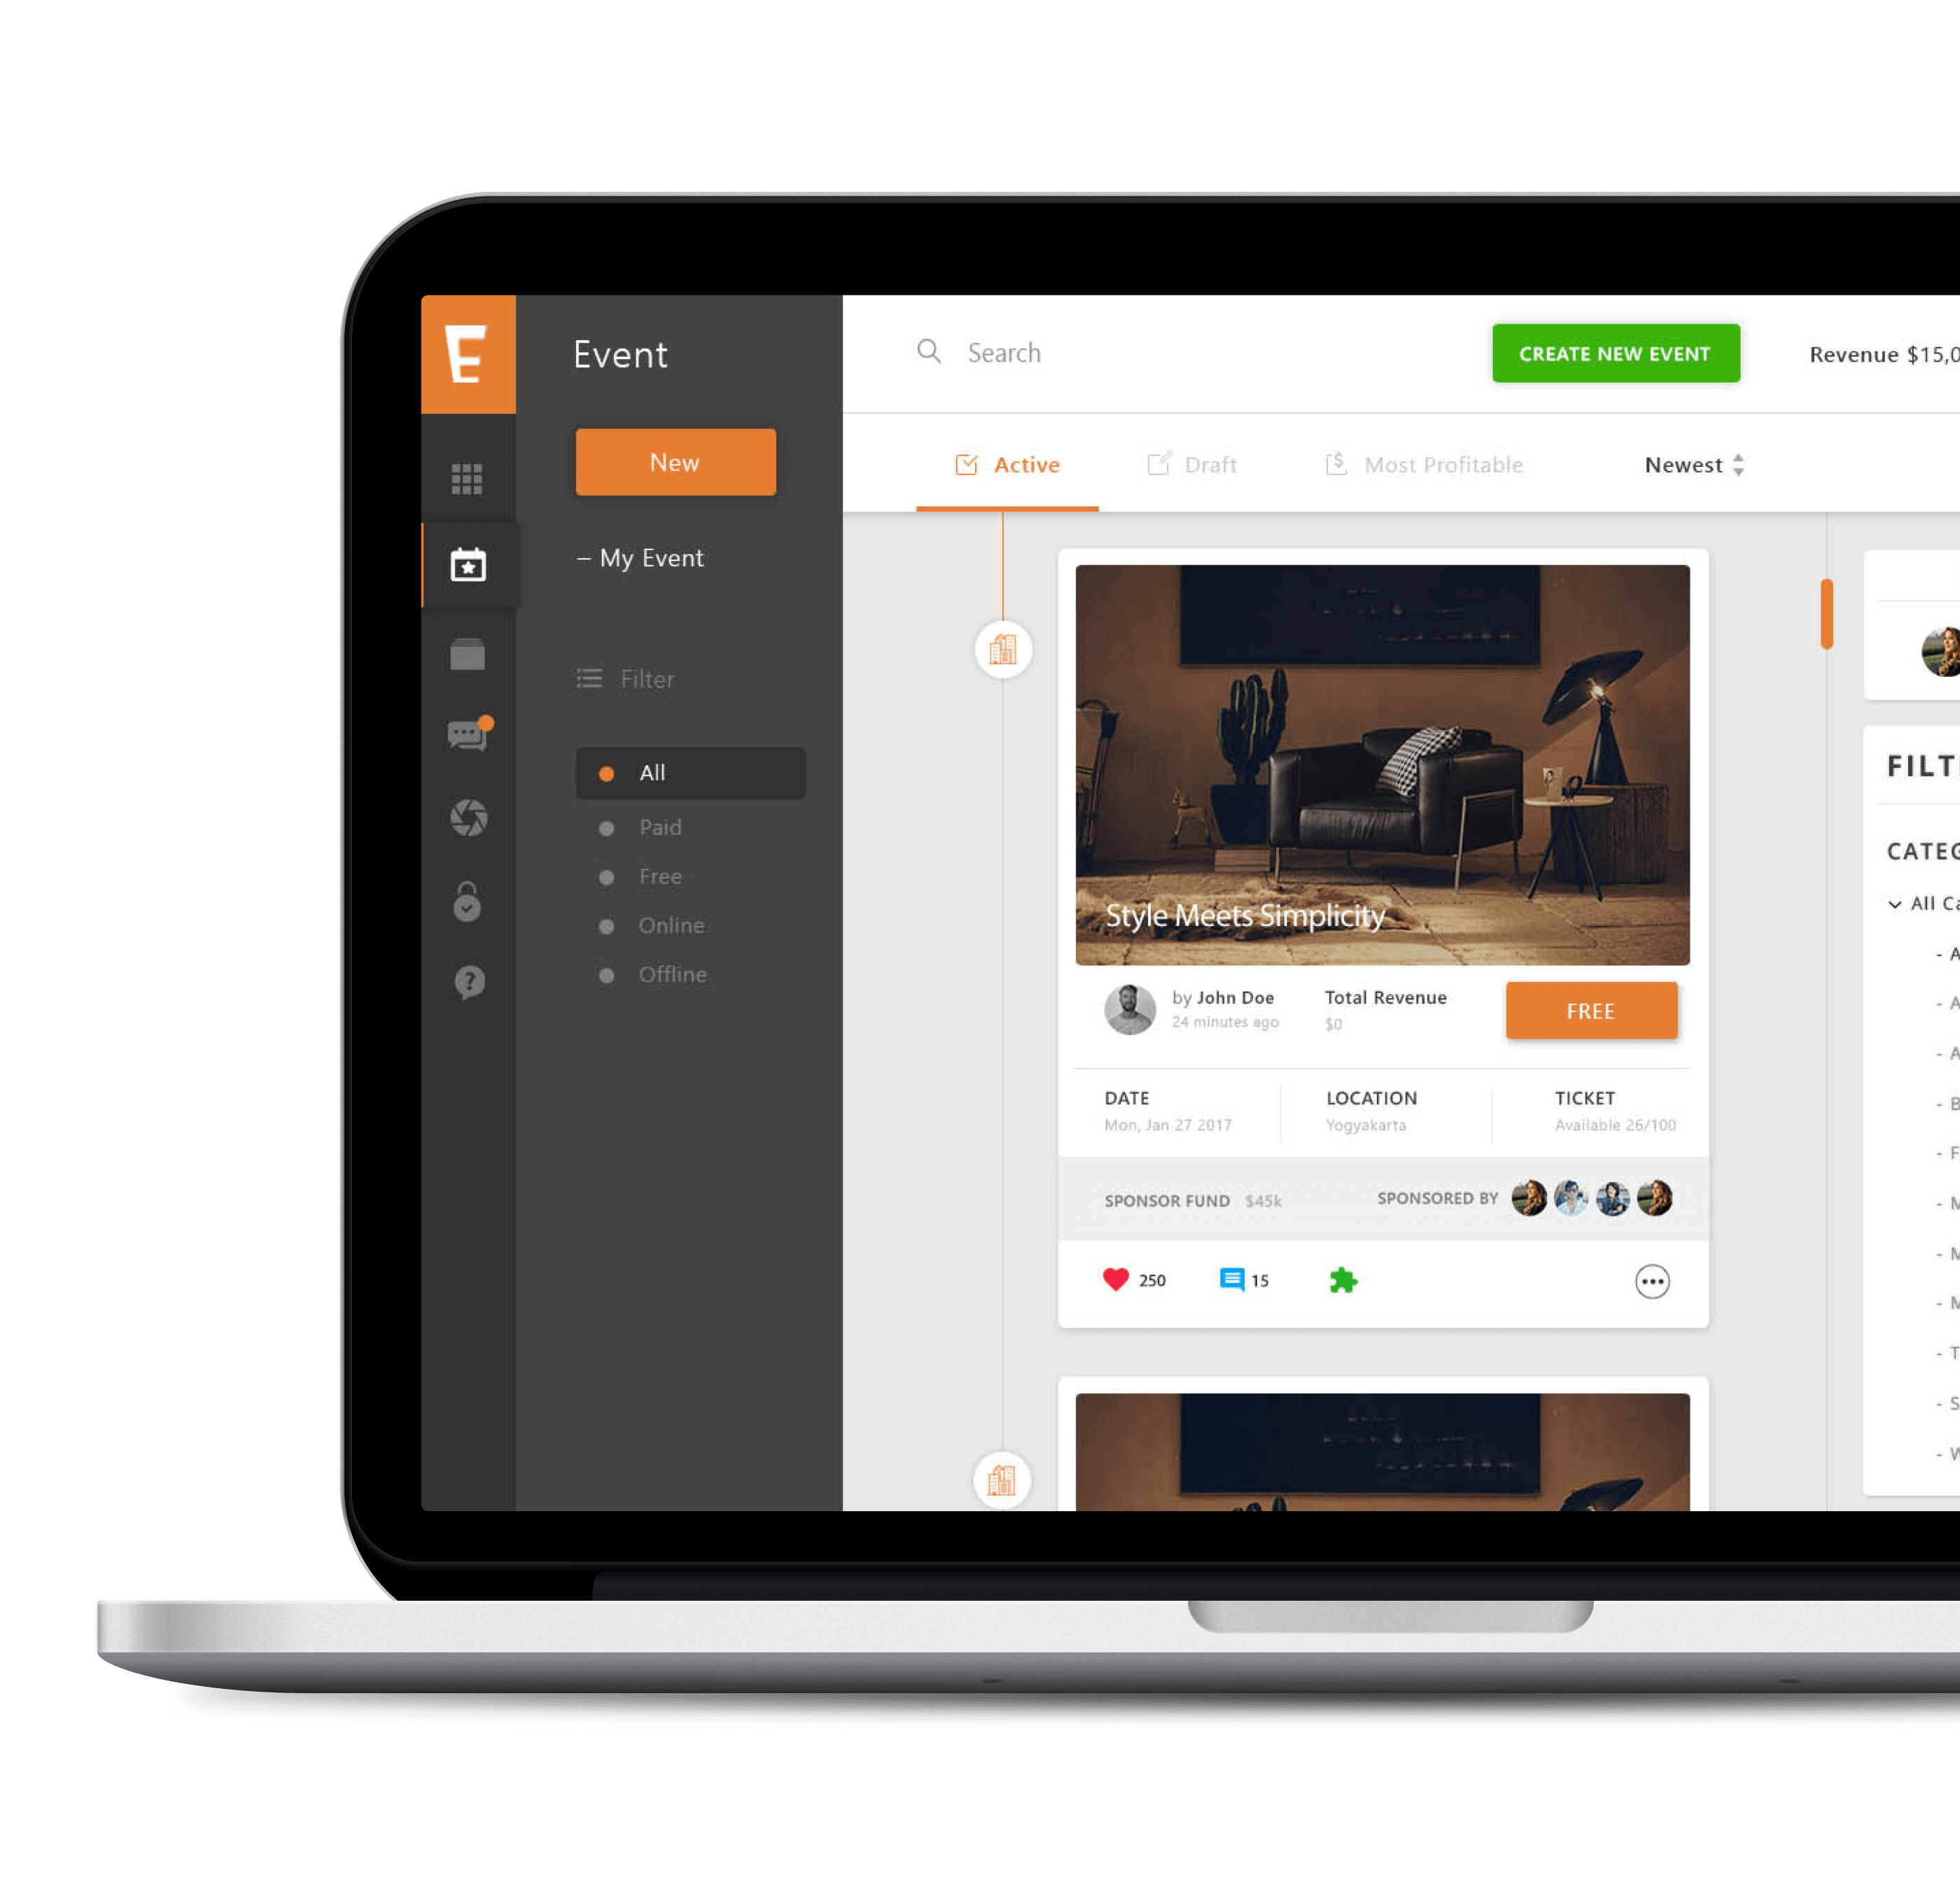 E
Event
New
– My Event
Filter
All
Paid
Free
Online
Offline
Search
CREATE NEW EVENT
Revenue $15,0
Active
Draft
Most Profitable
Newest
Style Meets Simplicity
by John Doe
24 minutes ago
Total Revenue
$0
FREE
DATE
Mon, Jan 27 2017
LOCATION
Yogyakarta
TICKET
Available 26/100
SPONSOR FUND $45k
SPONSORED BY
250
15
FILT
CATEG
All Ca
- A
- A
- A
- B
- F
- M
- M
- M
- T
- S
- W